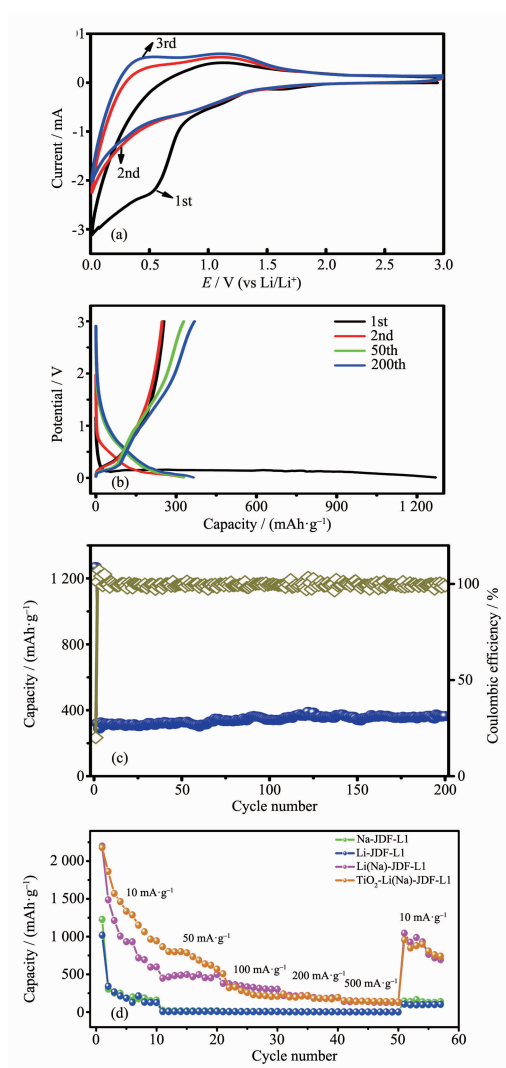 1
0
-1
-2
-3
Current / mA
3rd
2nd
1st
(a)
0.0
0.5
1.0
1.5
2.0
2.5
3.0
E / V (vs Li/Li⁺)
3
2
1
0
Potential / V
1st
2nd
50th
200th
(b)
0
300
600
900
1 200
Capacity / (mAh·g⁻¹)
1 200
800
400
0
Capacity / (mAh·g⁻¹)
100
50
0
Coulombic efficiency / %
(c)
0
50
100
150
200
Cycle number
2 000
1 500
1 000
500
0
Capacity / (mAh·g⁻¹)
Na-JDF-L1
Li-JDF-L1
Li(Na)-JDF-L1
TiO₂-Li(Na)-JDF-L1
10 mA·g⁻¹
50 mA·g⁻¹
100 mA·g⁻¹
200 mA·g⁻¹
500 mA·g⁻¹
10 mA·g⁻¹
(d)
0
10
20
30
40
50
60
Cycle number